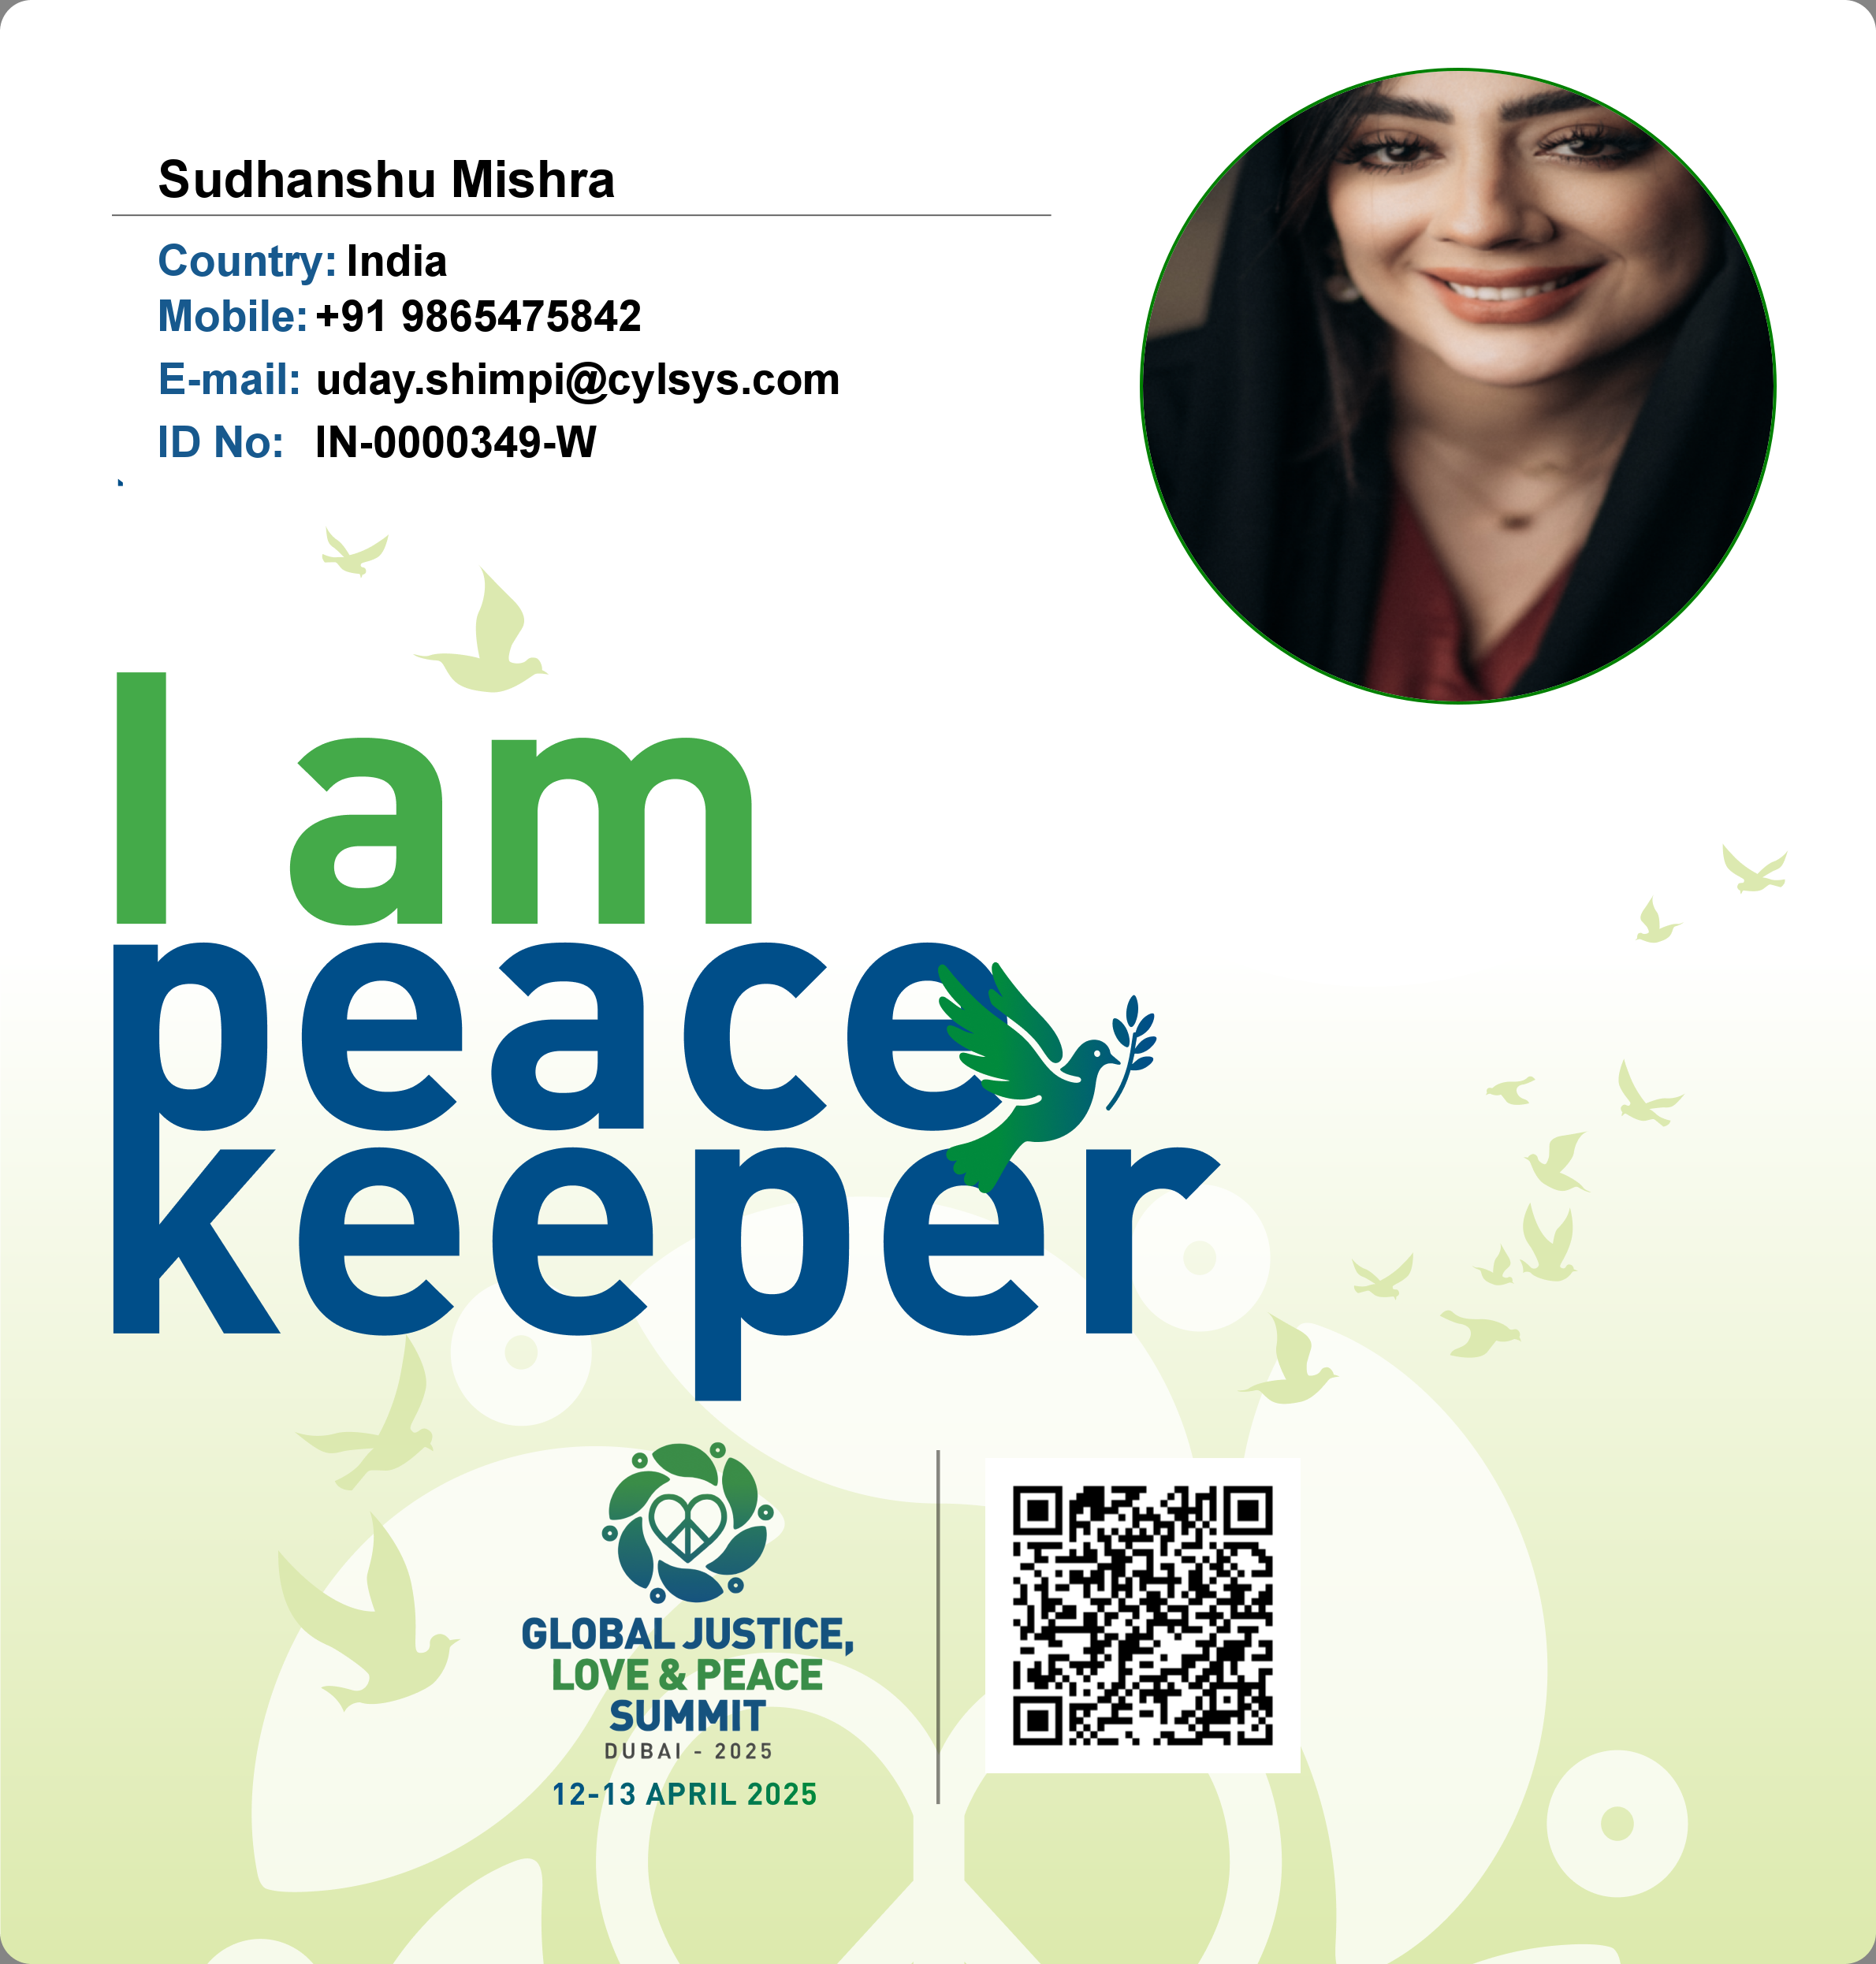 Sudhanshu Mishra
Country: India
Mobile: +91 9865475842
E-mail: uday.shimpi@cylsys.com
ID No: IN-0000349-W
I am
peace
keeper
GLOBAL JUSTICE,
LOVE & PEACE
SUMMIT
DUBAI - 2025
12-13 APRIL 2025